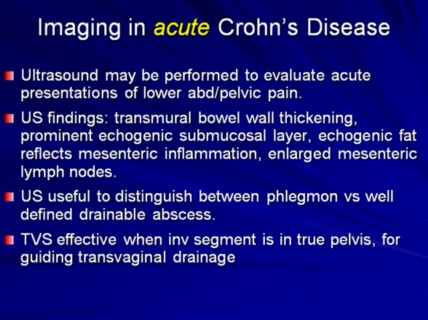 Imaging in acute Crohn's Disease
Ultrasound may be performed to evaluate acute
presentations of lower abd/pelvic pain.
US findings: transmural bowel wall thickening,
prominent echogenic submucosal layer, echogenic fat
reflects mesenteric inflammation, enlarged mesenteric
lymph nodes.
US useful to distinguish between phlegmon vs well
defined drainable abscess.
TVS effective when inv segment is in true pelvis, for
guiding transvaginal drainage